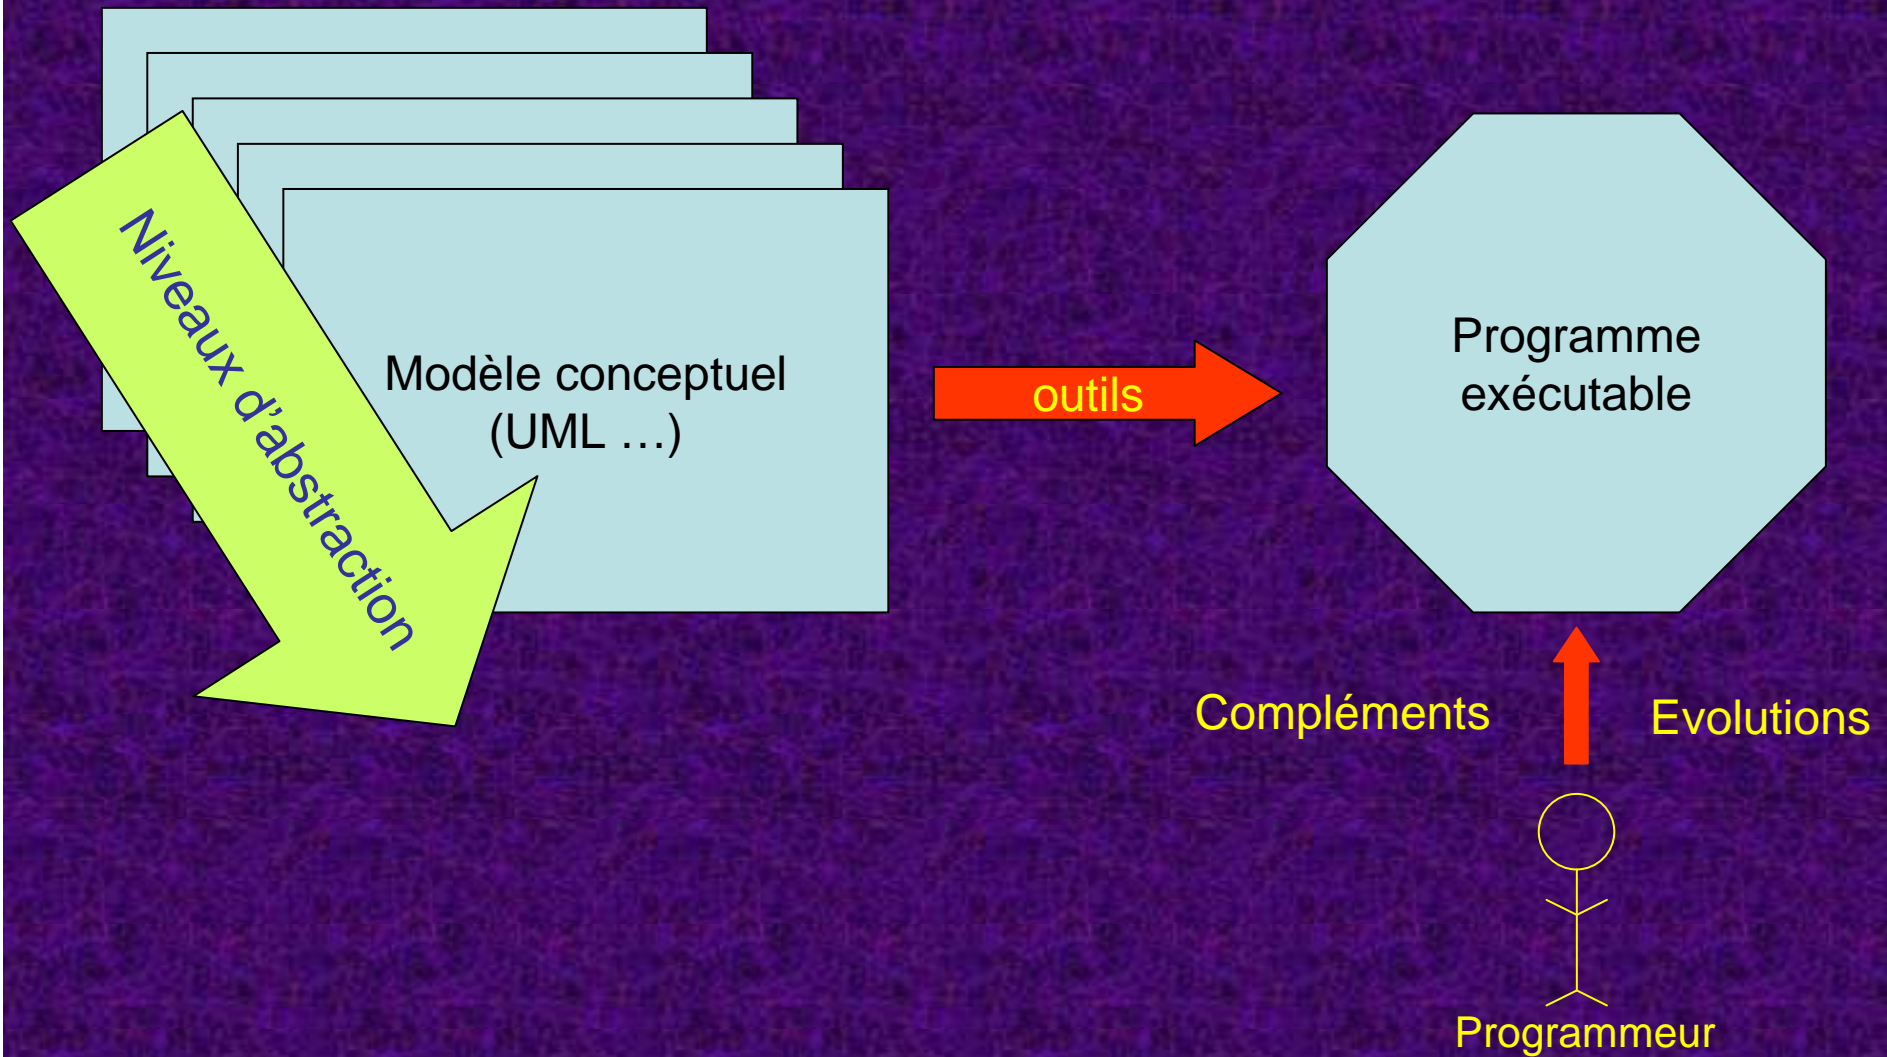 Niveaux d’abstraction
Modèle conceptuel
(UML …)
outils
Programme
exécutable
Compléments
Evolutions
Programmeur